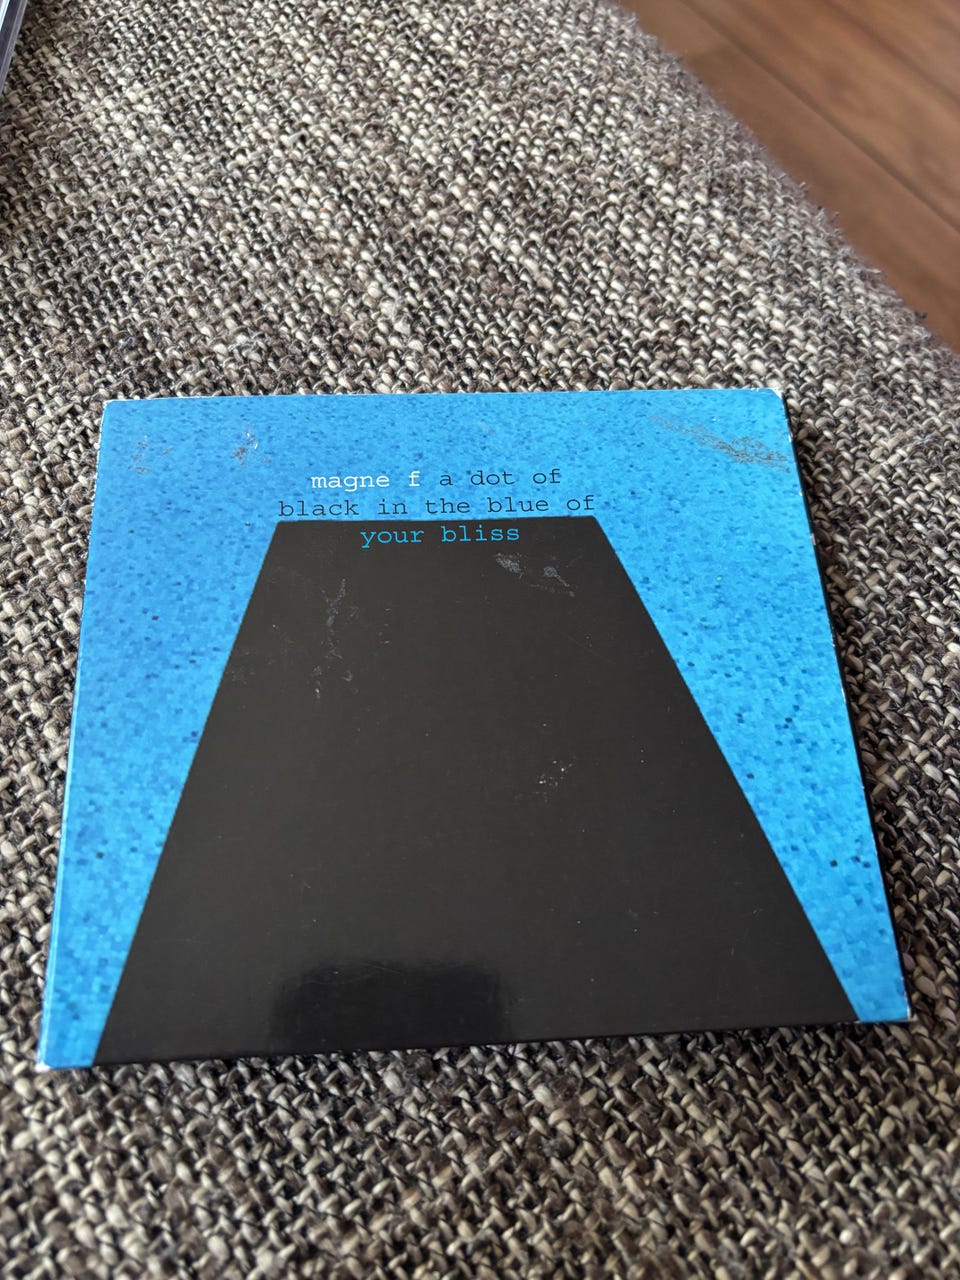 magne f a dot of
black in the blue of
your bliss